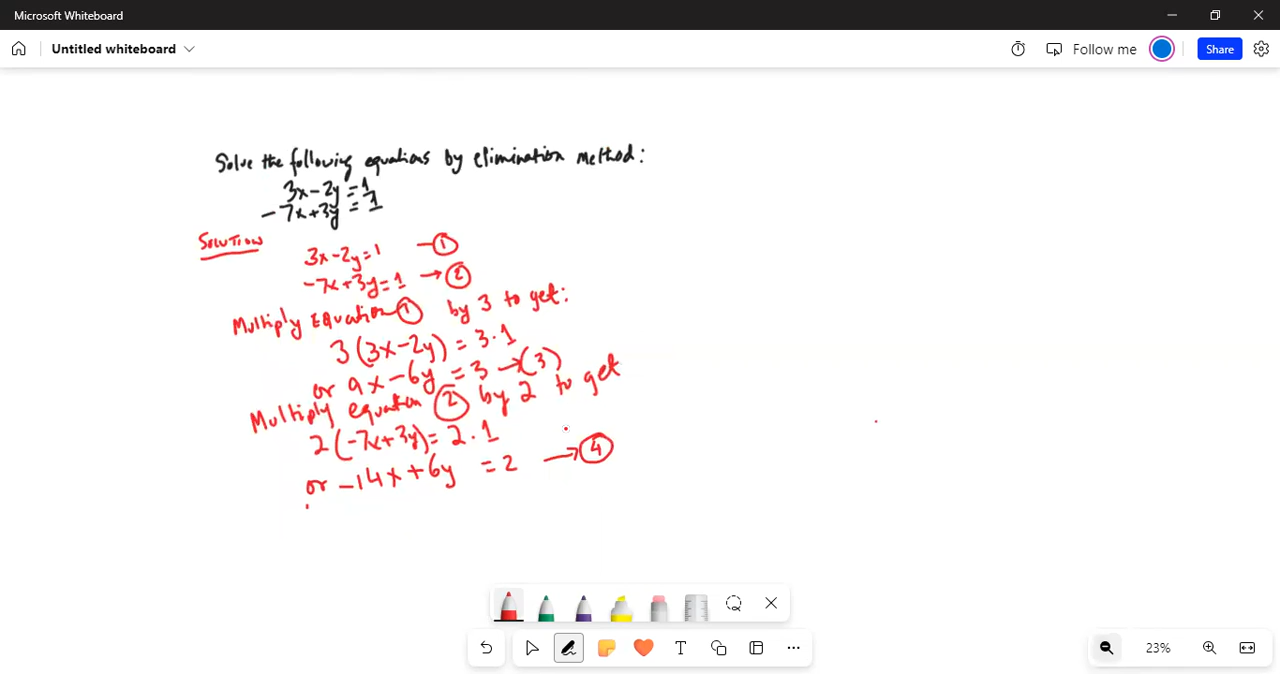 Microsoft Whiteboard
Untitled whiteboard
Follow me
Share
Solve the following equations by elimination method:
3x-2y=1
-7x+3y=1
SOLUTION
3x-2y=1 —①
-7x+3y=1 →②
Multiply Equation ① by 3 to get:
3(3x-2y)=3·1
or 9x-6y=3 →(3)
Multiply equation ② by 2 to get
2(-7x+3y)=2·1
or -14x+6y=2 →④
T
23%